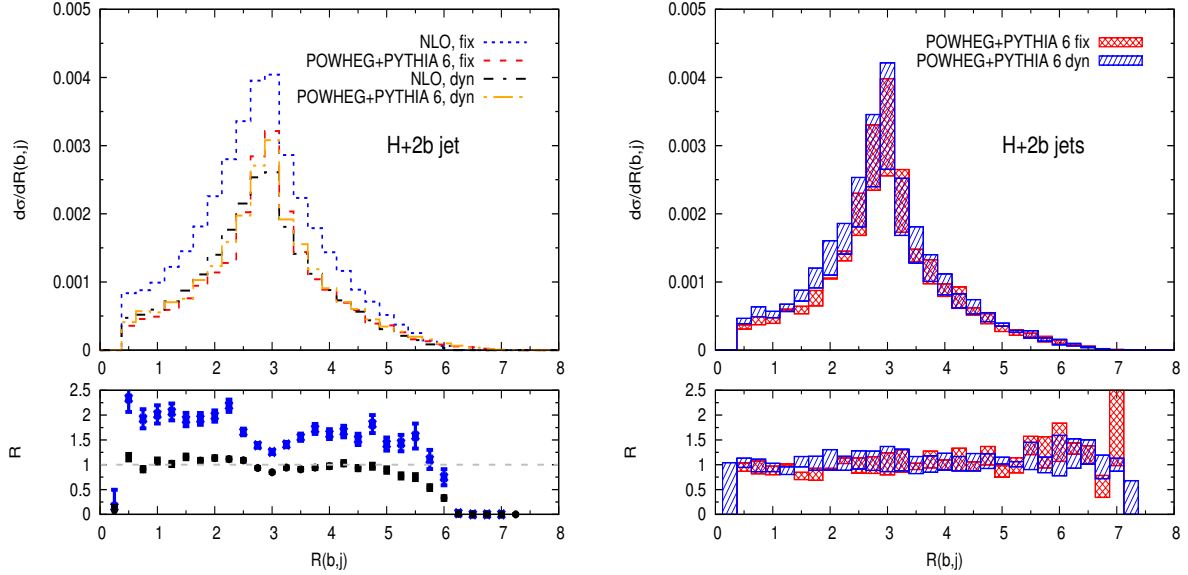 0.005
0.004
0.003
0.002
0.001
0
dσ/dR(b,j)
NLO, fix
POWHEG+PYTHIA 6, fix
NLO, dyn
POWHEG+PYTHIA 6, dyn
H+2b jet
0 1 2 3 4 5 6 7 8
2.5
2
1.5
1
0.5
0
R
0 1 2 3 4 5 6 7 8
R(b,j)
0.005
0.004
0.003
0.002
0.001
0
dσ/dR(b,j)
POWHEG+PYTHIA 6 fix
POWHEG+PYTHIA 6 dyn
H+2b jets
0 1 2 3 4 5 6 7 8
2.5
2
1.5
1
0.5
0
R
0 1 2 3 4 5 6 7 8
R(b,j)